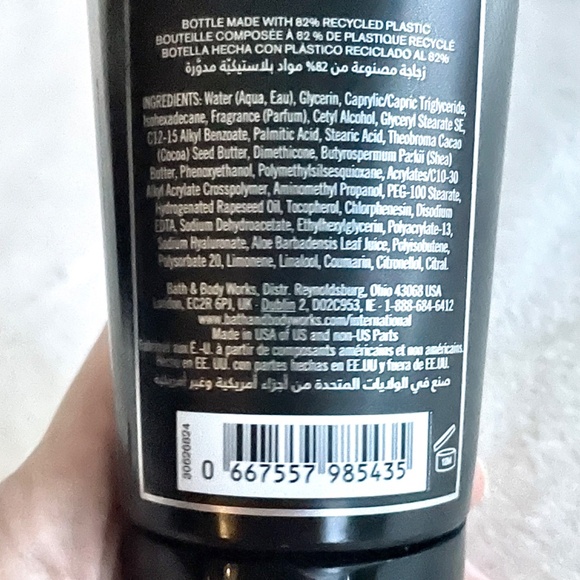 BOTTLE MADE WITH 82% RECYCLED PLASTIC
BOUTEILLE COMPOSÉE À 82 % DE PLASTIQUE RECYCLÉ
BOTELLA HECHA CON PLÁSTICO RECICLADO AL 82%
زجاجة مصنوعة من 82% مواد بلاستيكيّة مدوَّرة
INGREDIENTS: Water (Aqua, Eau), Glycerin, Caprylic/Capric Triglyceride,
Isohexadecane, Fragrance (Parfum), Cetyl Alcohol, Glyceryl Stearate SE,
C12-15 Alkyl Benzoate, Palmitic Acid, Stearic Acid, Theobroma Cacao
(Cocoa) Seed Butter, Dimethicone, Butyrospermum Parkii (Shea)
Butter, Phenoxyethanol, Polymethylsilsesquioxane, Acrylates/C10-30
Alkyl Acrylate Crosspolymer, Aminomethyl Propanol, PEG-100 Stearate,
Hydrogenated Rapeseed Oil, Tocopherol, Chlorphenesin, Disodium
EDTA, Sodium Dehydroacetate, Ethylhexylglycerin, Polyacrylate-13,
Sodium Hyaluronate, Aloe Barbadensis Leaf Juice, Polyisobutene,
Polysorbate 20, Limonene, Linalool, Coumarin, Citronellol, Citral.
Bath & Body Works, Distr. Reynoldsburg, Ohio 43068 USA
London, EC2R 6PJ, UK - Dublin 2, D02C953, IE - 1-888-684-6412
www.bathandbodyworks.com/international
Made in USA of US and non-US Parts
aux É.-U. à partir de composants américains et non américains.
Hecho en EE. UU. con partes hechas en EE.UU y fuera de EE.UU.
صنع في الولايات المتحدة من أجزاء أمريكية وغير أمريكية
0 667557 985435